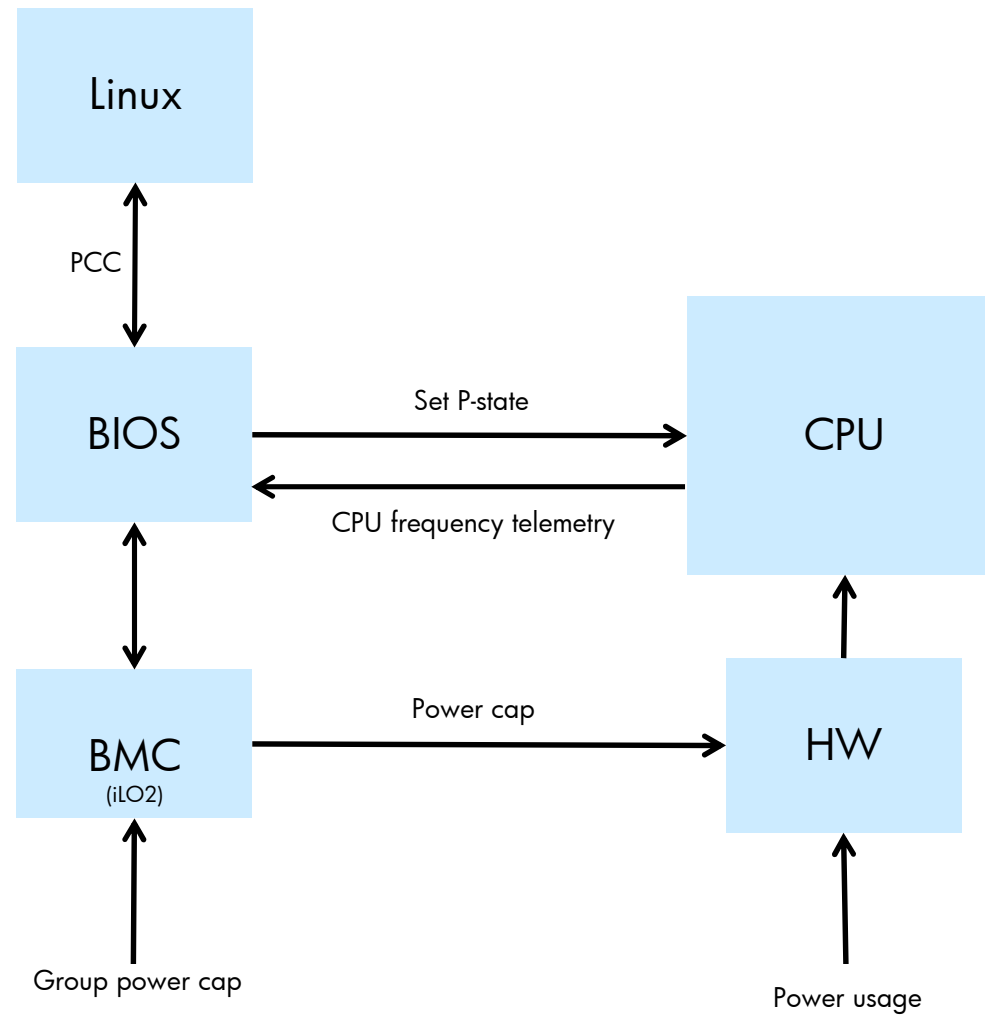 Linux
PCC
BIOS
Set P-state
CPU
CPU frequency telemetry
BMC
(iLO2)
Power cap
HW
Group power cap
Power usage